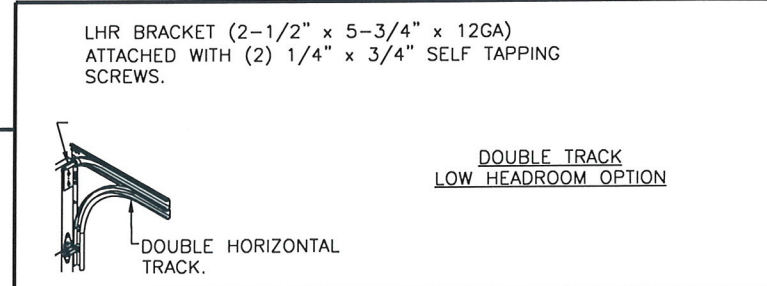 LHR BRACKET (2-1/2" x 5-3/4" x 12GA)
ATTACHED WITH (2) 1/4" x 3/4" SELF TAPPING
SCREWS.
DOUBLE TRACK
LOW HEADROOM OPTION
DOUBLE HORIZONTAL
TRACK.